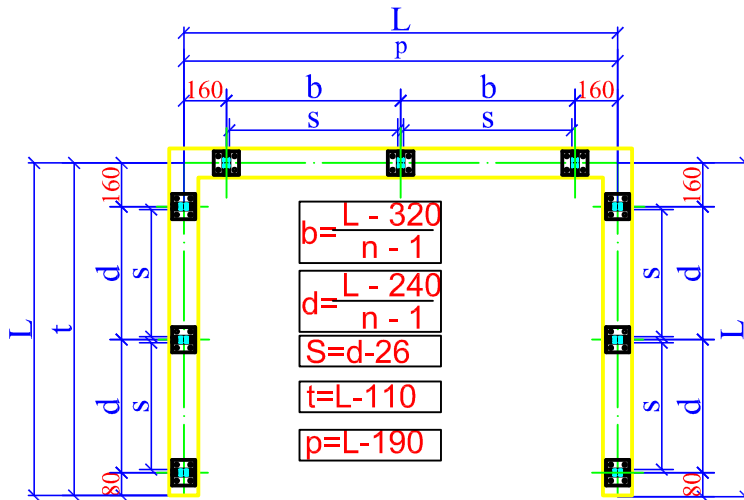 L
p
160 b b 160
s s
160 160
b= L - 320
n - 1
d s s d
d= L - 240
n - 1
L t L
S=d-26
d s s d
t=L-110
p=L-190
80 80